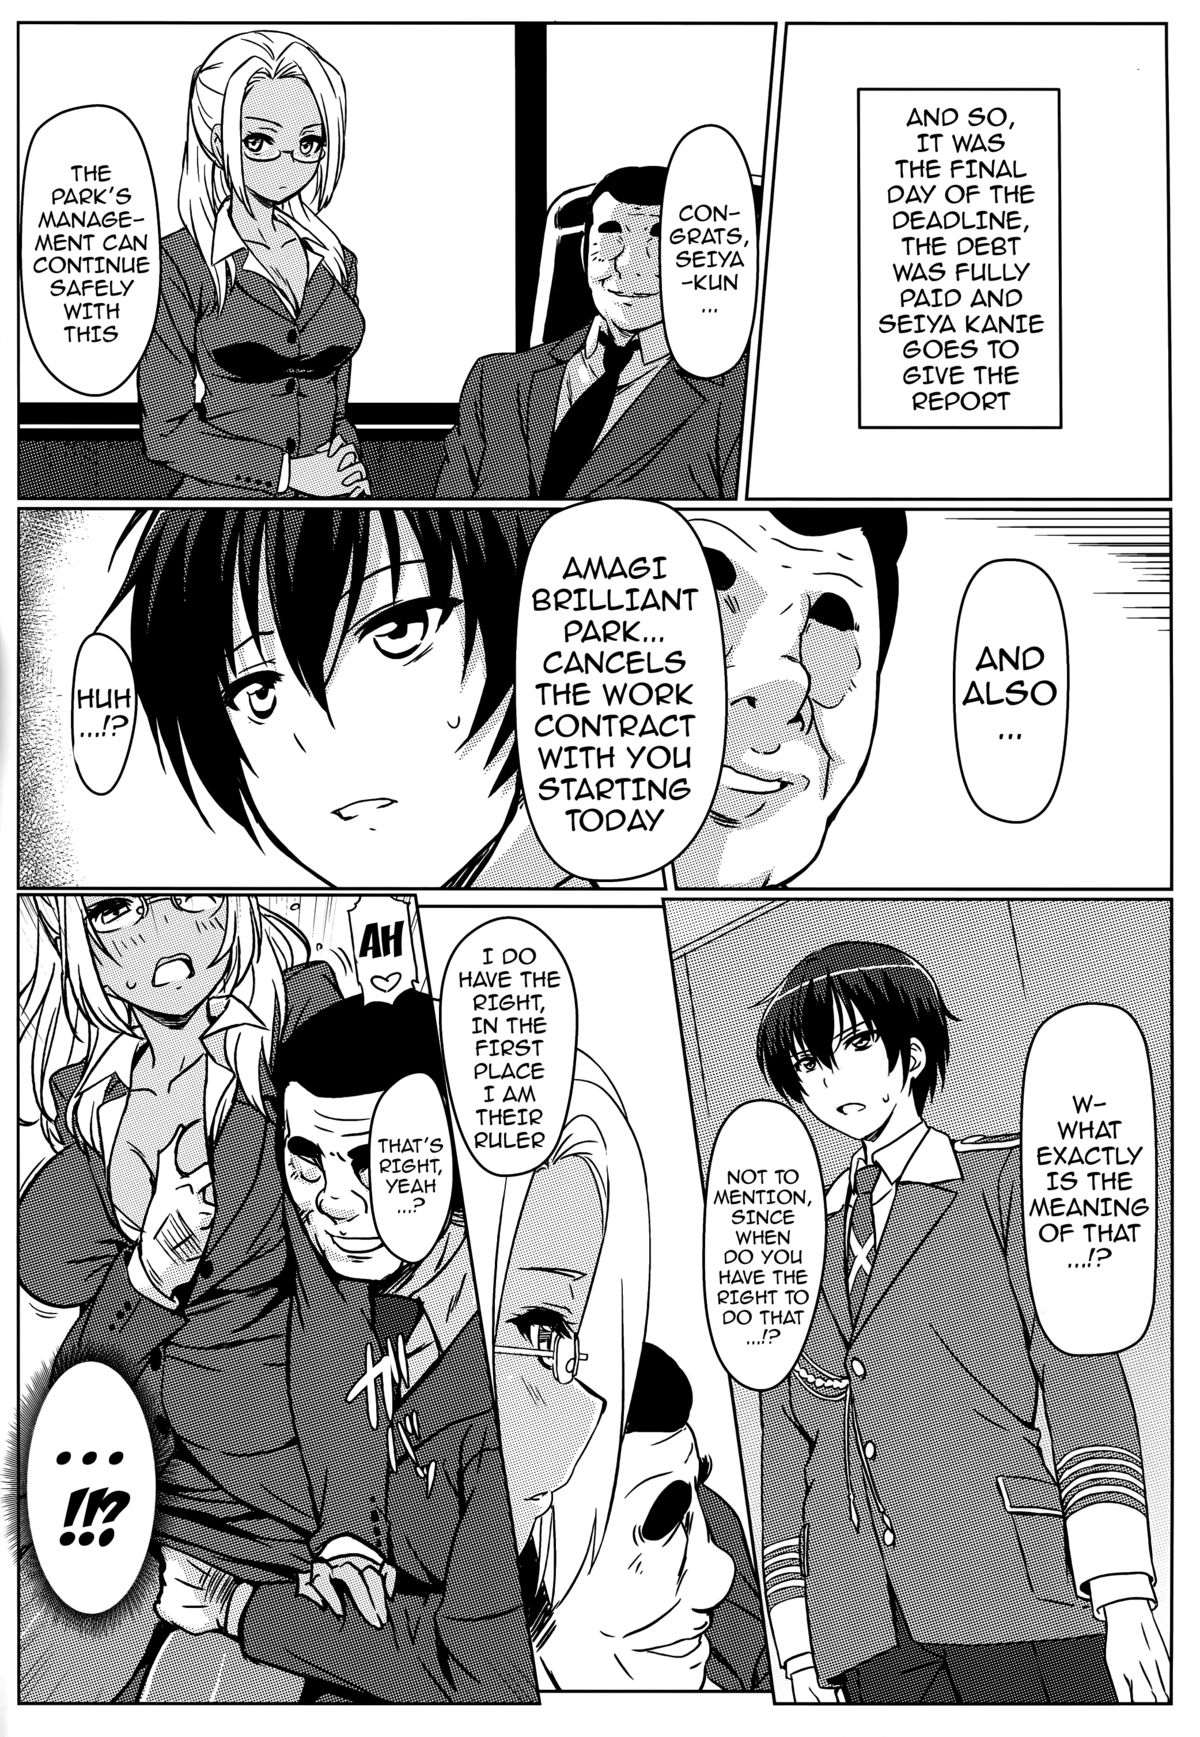 AND SO,
IT WAS
THE FINAL
DAY OF THE
DEADLINE,
THE DEBT
WAS FULLY
PAID AND
SEIYA KANIE
GOES TO
GIVE THE
REPORT
CON-
GRATS,
SEIYA
-KUN
...
THE
PARK'S
MANAGE-
MENT CAN
CONTINUE
SAFELY
WITH
THIS
AND
ALSO
...
AMAGI
BRILLIANT
PARK...
CANCELS
THE WORK
CONTRACT
WITH YOU
STARTING
TODAY
HUH
...!?
W-
WHAT
EXACTLY
IS THE
MEANING
OF THAT
...!?
NOT TO
MENTION,
SINCE
WHEN
DO YOU
HAVE THE
RIGHT TO
DO THAT
...!?
I DO
HAVE THE
RIGHT,
IN THE
FIRST
PLACE
I AM
THEIR
RULER
THAT'S
RIGHT,
YEAH
...?
AH
♡
ガバッ
...
!!?